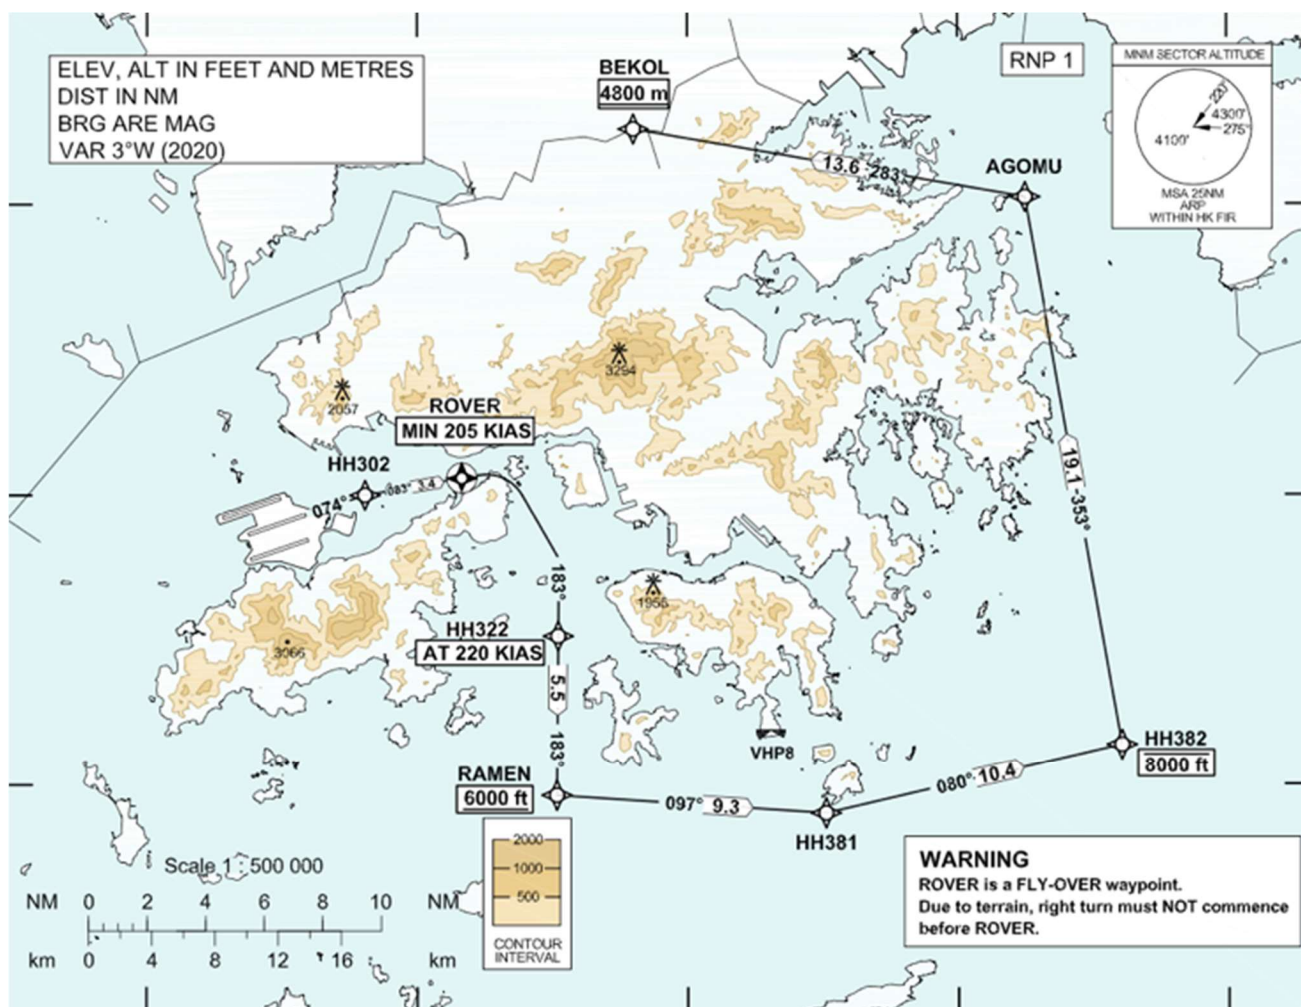 ELEV, ALT IN FEET AND METRES
DIST IN NM
BRG ARE MAG
VAR 3°W (2020)
BEKOL
4800 m
RNP 1
MNM SECTOR ALTITUDE
220°
4300'
275°
4100'
MSA 25NM
ARP
WITHIN HK FIR
13.6 283°
AGOMU
3294
2057
ROVER
MIN 205 KIAS
HH302
074°
083° 3.4
19.1 353°
183°
1956
HH322
AT 220 KIAS
3066
5.5
183°
VHP8
RAMEN
6000 ft
097° 9.3
HH381
080° 10.4
HH382
8000 ft
2000
1000
500
CONTOUR
INTERVAL
Scale 1 : 500 000
NM 0 2 4 6 8 10 NM
km 0 4 8 12 16 km
WARNING
ROVER is a FLY-OVER waypoint.
Due to terrain, right turn must NOT commence
before ROVER.